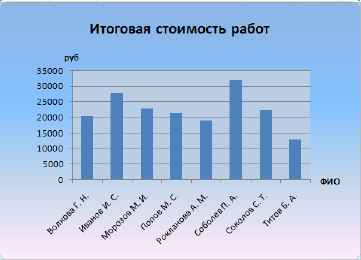 Итоговая стоимость работ
руб
35000
30000
25000
20000
15000
10000
5000
0
ФИО
Волкова Г. Н.
Иванов И. С.
Морозов М. И.
Попов М. С.
Рокланова А. М.
Соболев П. А.
Соколов С. Т.
Титов Б. А.